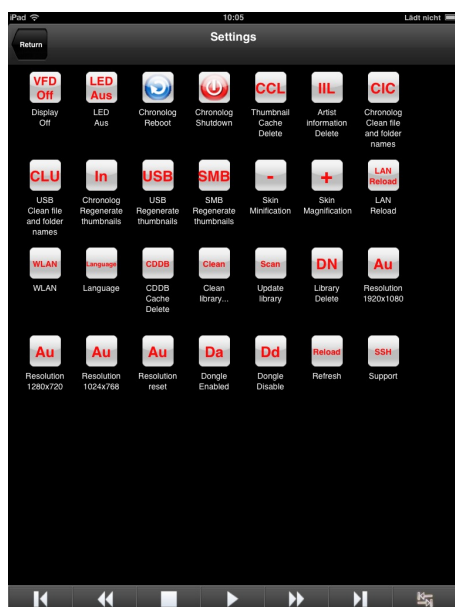 iPad 10:05 Lädt nicht
Return
Settings
VFD Off
LED Aus
CCL
IIL
CIC
Display Off
LED Aus
Chronolog Reboot
Chronolog Shutdown
Thumbnail Cache Delete
Artist information Delete
Chronolog Clean file and folder names
CLU
In
USB
SMB
-
+
LAN Reload
USB Clean file and folder names
Chronolog Regenerate thumbnails
USB Regenerate thumbnails
SMB Regenerate thumbnails
Skin Minification
Skin Magnification
LAN Reload
WLAN
Language
CDDB
Clean
Scan
DN
Au
WLAN
Language
CDDB Cache Delete
Clean library...
Update library
Library Delete
Resolution 1920x1080
Au
Au
Au
Da
Dd
Reload
SSH
Resolution 1280x720
Resolution 1024x768
Resolution reset
Dongle Enabled
Dongle Disable
Refresh
Support